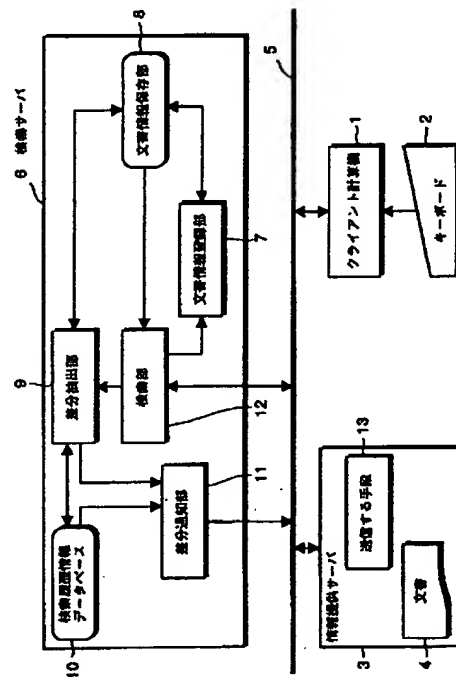 6 検索サーバ
検索履歴情報
データベース
10
9
差分抽出部
文書情報保存部
8
検索部
12
文書情報登録部
7
差分通知部
11
5
情報提供サーバ
3
送信する手段
13
文書
4
クライアント計算機
1
キーボード
2